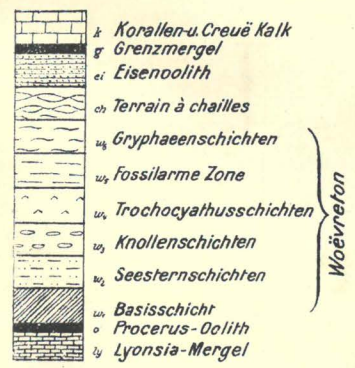 k Korallen-u. Creuë Kalk
g Grenzmergel
ei Eisenoolith
ch Terrain à chailles
w₆ Gryphaeenschichten
w₅ Fossilarme Zone
w₄ Trochocyathusschichten
w₃ Knollenschichten
w₂ Seesternschichten
w₁ Basisschicht
o Procerus-Oolith
ly Lyonsia-Mergel
Woëvreton